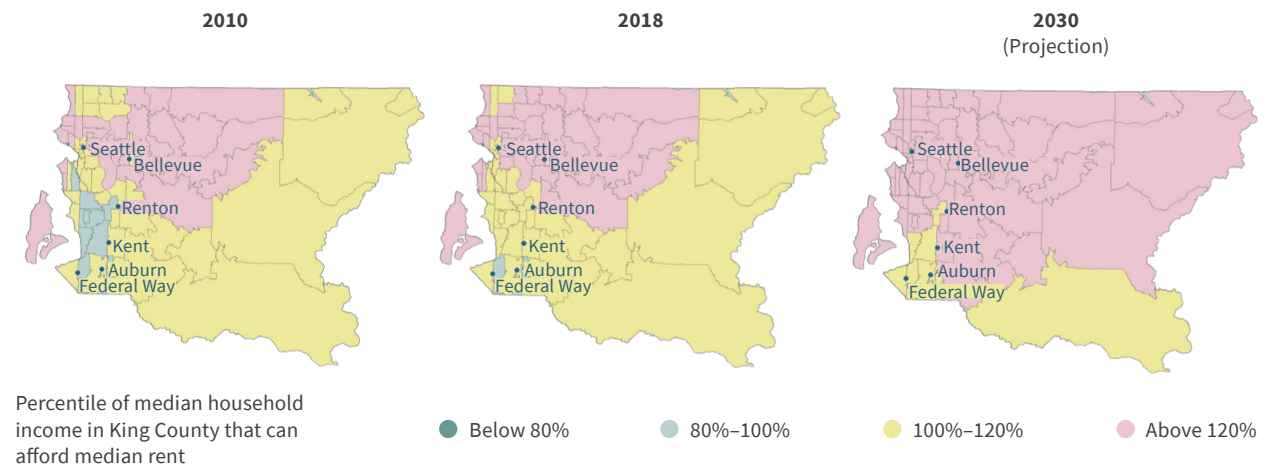 2010
2018
2030
(Projection)
Seattle
Bellevue
Renton
Kent
Auburn
Federal Way
Seattle
Bellevue
Renton
Kent
Auburn
Federal Way
Seattle
Bellevue
Renton
Kent
Auburn
Federal Way
Percentile of median household
income in King County that can
afford median rent
Below 80%
80%–100%
100%–120%
Above 120%